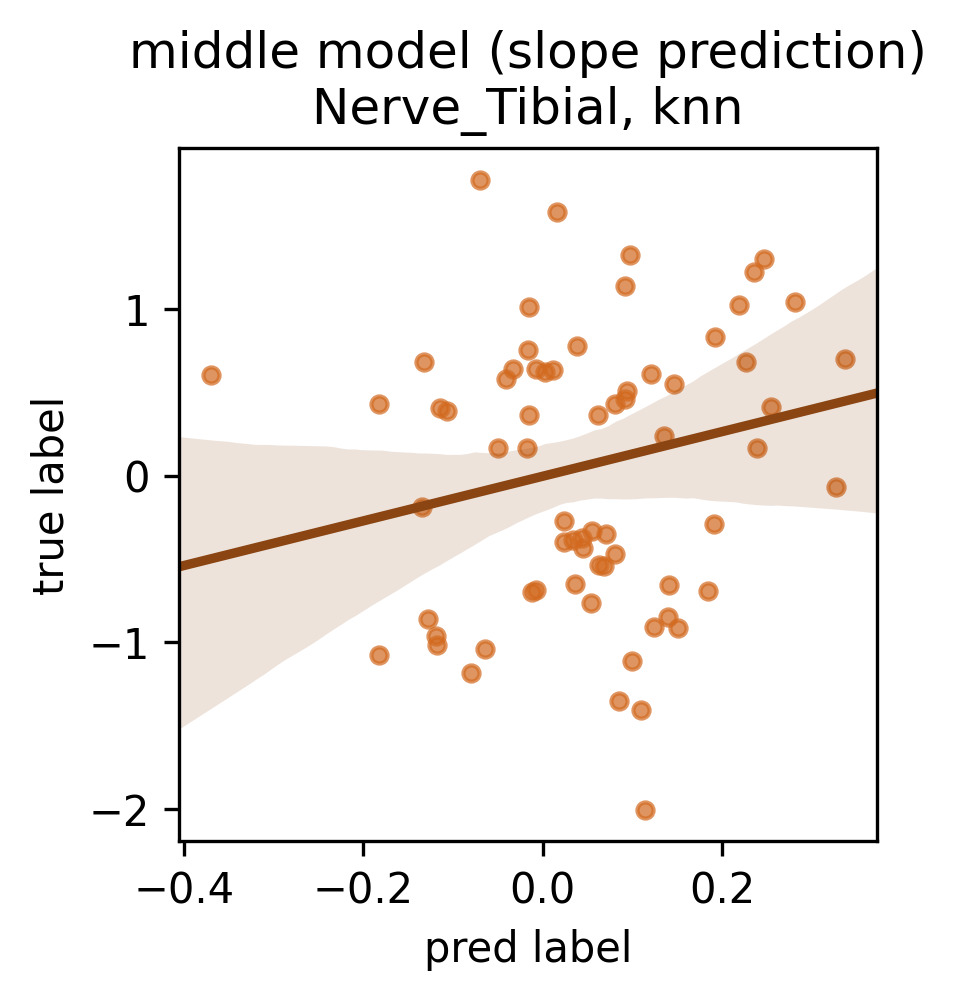 middle model (slope prediction)
Nerve_Tibial, knn
true label
1
0
−1
−2
−0.4
−0.2
0.0
0.2
pred label